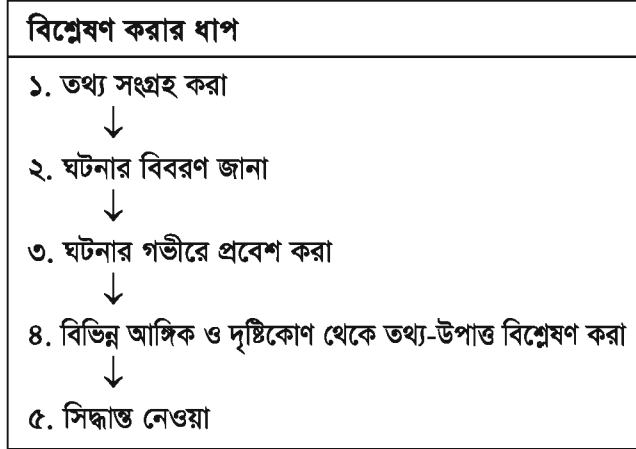 বিশ্লেষণ করার ধাপ
১. তথ্য সংগ্রহ করা
২. ঘটনার বিবরণ জানা
৩. ঘটনার গভীরে প্রবেশ করা
৪. বিভিন্ন আঙ্গিক ও দৃষ্টিকোণ থেকে তথ্য-উপাত্ত বিশ্লেষণ করা
৫. সিদ্ধান্ত নেওয়া